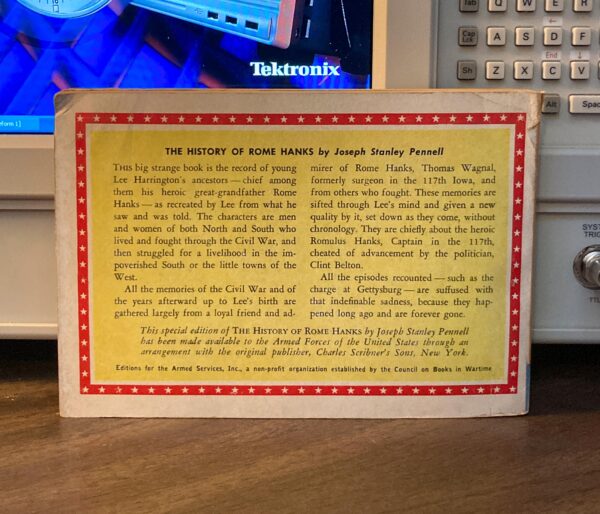 Tektronix
eform 1]
Tab Q W E R
Cap Lck A S D F
End
Sh Z X C V
Alt Spac
SYST
TRIG
THE HISTORY OF ROME HANKS by Joseph Stanley Pennell
THIS big strange book is the record of young
Lee Harrington's ancestors — chief among
them his heroic great-grandfather Rome
Hanks — as recreated by Lee from what he
saw and was told. The characters are men
and women of both North and South who
lived and fought through the Civil War, and
then struggled for a livelihood in the im-
poverished South or the little towns of the
West.
All the memories of the Civil War and of
the years afterward up to Lee's birth are
gathered largely from a loyal friend and ad-
mirer of Rome Hanks, Thomas Wagnal,
formerly surgeon in the 117th Iowa, and
from others who fought. These memories are
sifted through Lee's mind and given a new
quality by it, set down as they come, without
chronology. They are chiefly about the heroic
Romulus Hanks, Captain in the 117th,
cheated of advancement by the politician,
Clint Belton.
All the episodes recounted — such as the
charge at Gettysburg — are suffused with
that indefinable sadness, because they hap-
pened long ago and are forever gone.
This special edition of THE HISTORY OF ROME HANKS by Joseph Stanley Pennell
has been made available to the Armed Forces of the United States through an
arrangement with the original publisher, Charles Scribner's Sons, New York.
Editions for the Armed Services, Inc., a non-profit organization established by the Council on Books in Wartime